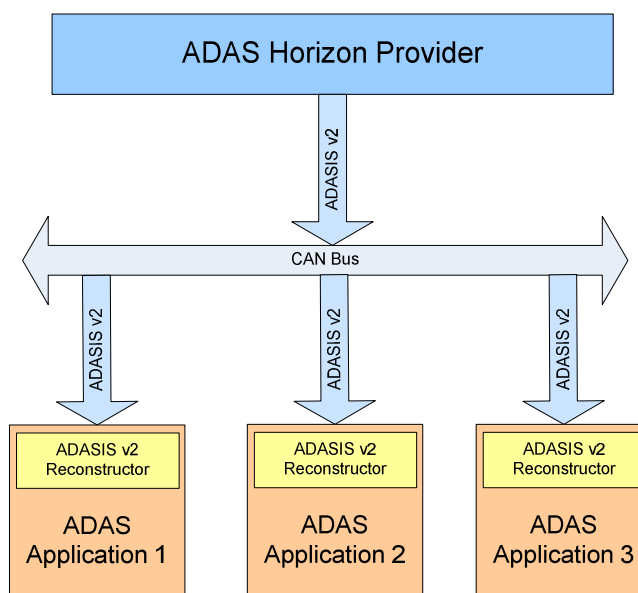 ADAS Horizon Provider
ADASIS v2
CAN Bus
ADASIS v2
ADASIS v2
ADASIS v2
ADASIS v2
Reconstructor
ADAS
Application 1
ADASIS v2
Reconstructor
ADAS
Application 2
ADASIS v2
Reconstructor
ADAS
Application 3